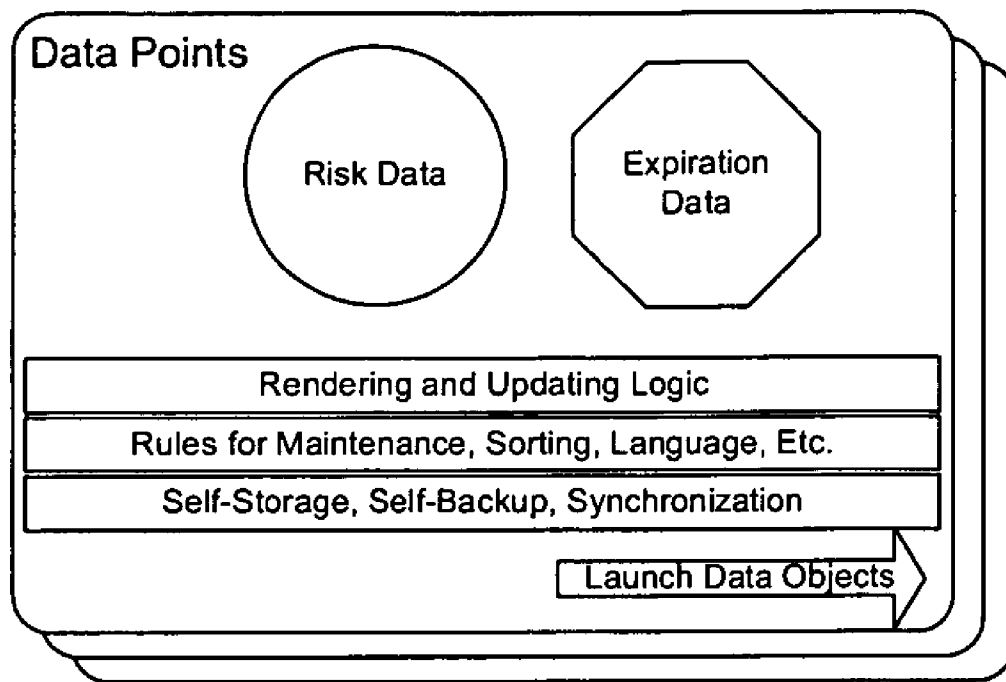 Data Points
Risk Data
Expiration
Data
Rendering and Updating Logic
Rules for Maintenance, Sorting, Language, Etc.
Self-Storage, Self-Backup, Synchronization
Launch Data Objects